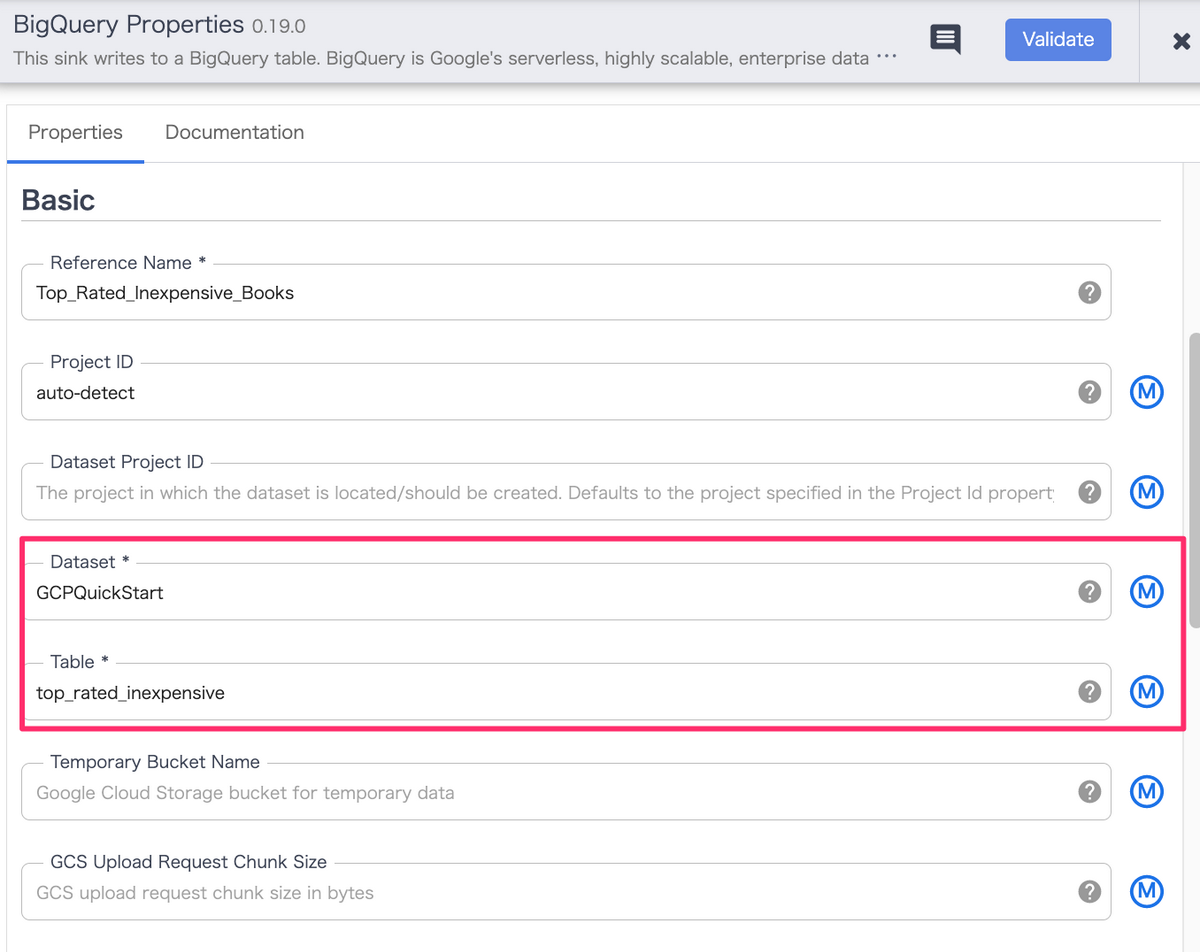 BigQuery Properties 0.19.0
This sink writes to a BigQuery table. BigQuery is Google's serverless, highly scalable, enterprise data ···
Validate
Properties Documentation
Basic
Reference Name *
Top_Rated_Inexpensive_Books
Project ID
auto-detect
M
Dataset Project ID
The project in which the dataset is located/should be created. Defaults to the project specified in the Project Id property
M
Dataset *
GCPQuickStart
M
Table *
top_rated_inexpensive
M
Temporary Bucket Name
Google Cloud Storage bucket for temporary data
M
GCS Upload Request Chunk Size
GCS upload request chunk size in bytes
M